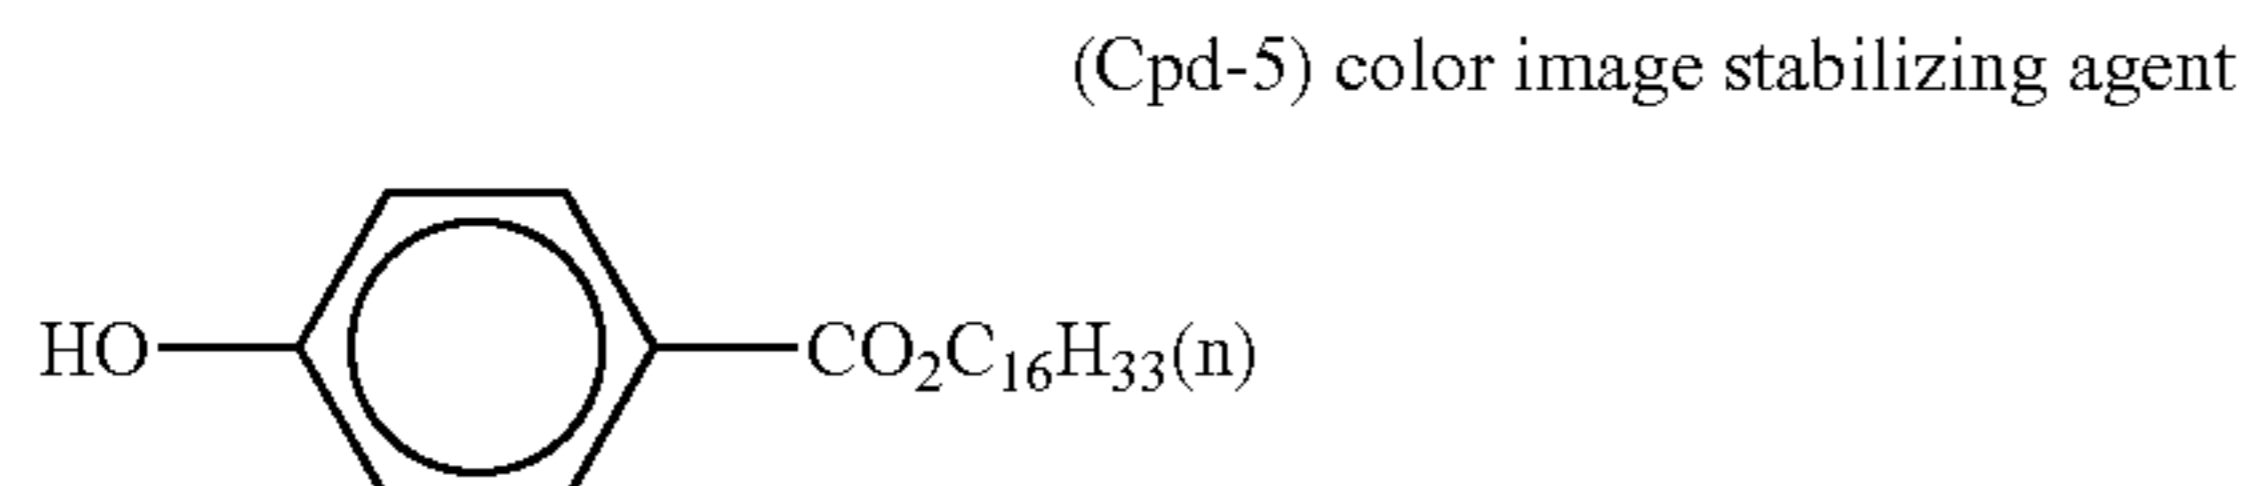 (Cpd-5) color image stabilizing agent
HO CO₂C₁₆H₃₃(n)